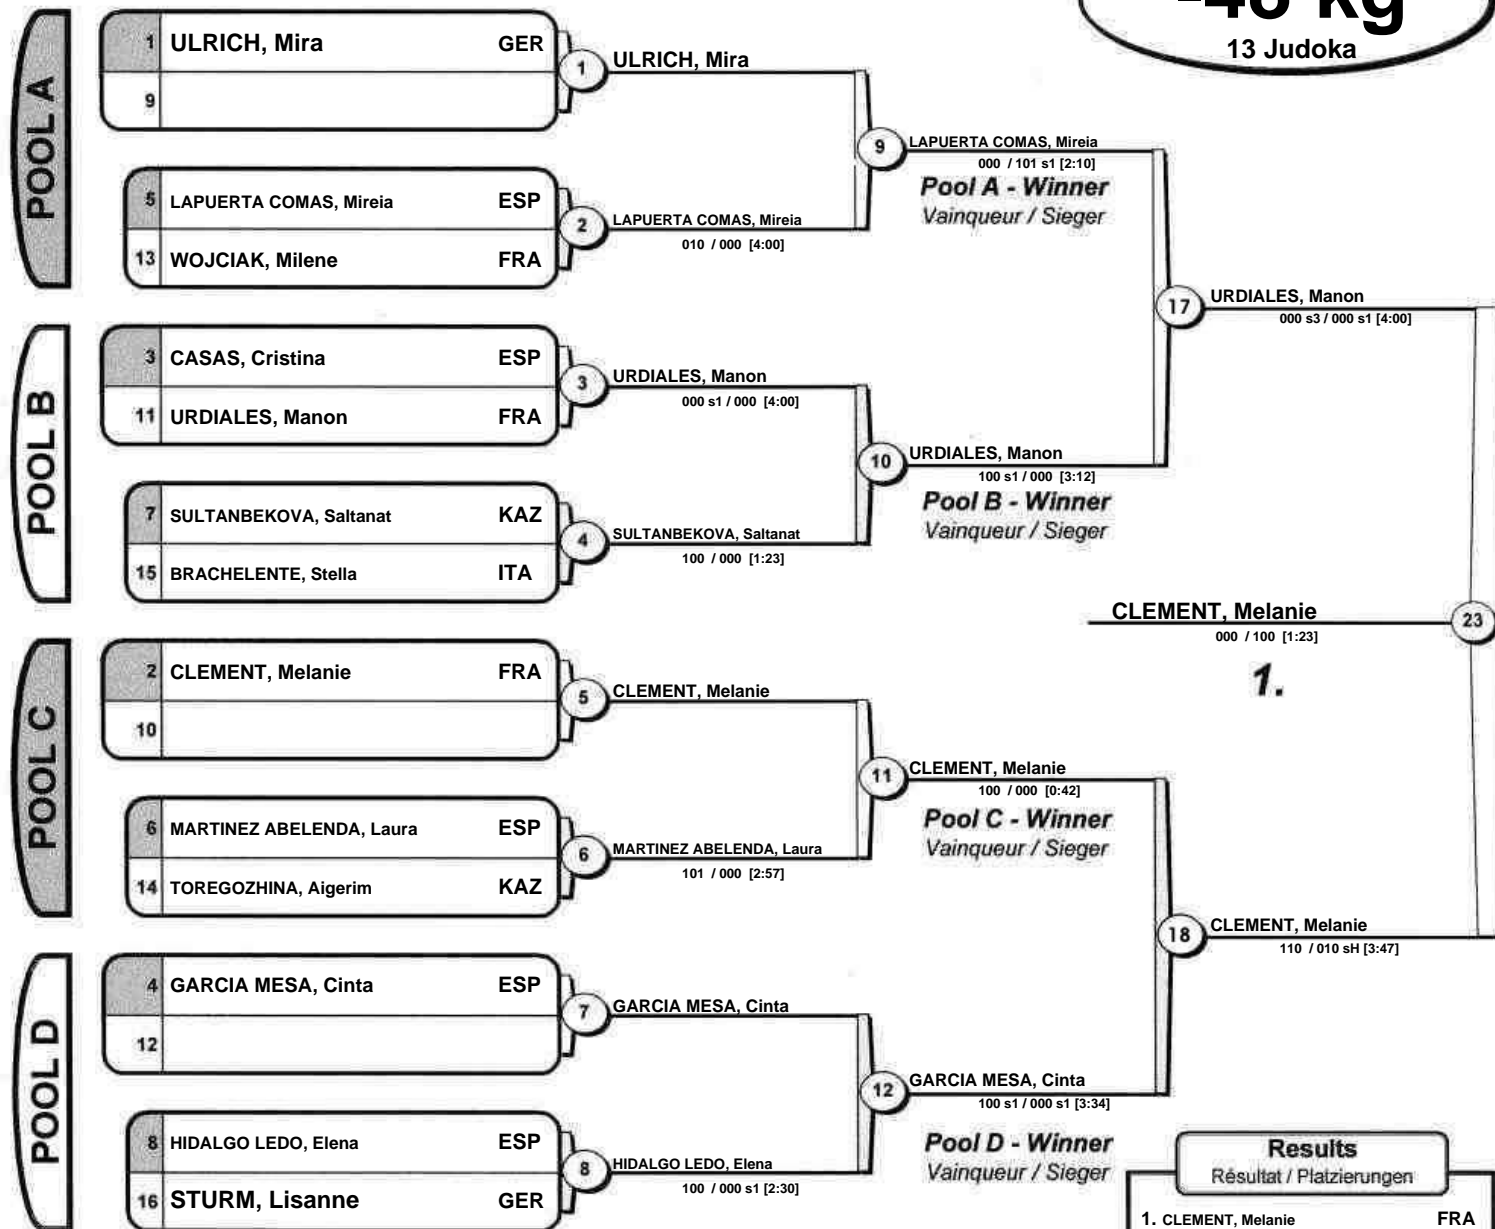 -48 kg
13 Judoka
POOL A
1 ULRICH, Mira GER
9
1 ULRICH, Mira
5 LAPUERTA COMAS, Mireia ESP
13 WOJCIAK, Milene FRA
2 LAPUERTA COMAS, Mireia
010 / 000 [4:00]
9 LAPUERTA COMAS, Mireia
000 / 101 s1 [2:10]
Pool A - Winner
Vainqueur / Sieger
POOL B
3 CASAS, Cristina ESP
11 URDIALES, Manon FRA
3 URDIALES, Manon
000 s1 / 000 [4:00]
7 SULTANBEKOVA, Saltanat KAZ
15 BRACHELENTE, Stella ITA
4 SULTANBEKOVA, Saltanat
100 / 000 [1:23]
10 URDIALES, Manon
100 s1 / 000 [3:12]
Pool B - Winner
Vainqueur / Sieger
17 URDIALES, Manon
000 s3 / 000 s1 [4:00]
CLEMENT, Melanie 23
000 / 100 [1:23]
1.
POOL C
2 CLEMENT, Melanie FRA
10
5 CLEMENT, Melanie
6 MARTINEZ ABELENDA, Laura ESP
14 TOREGOZHINA, Aigerim KAZ
6 MARTINEZ ABELENDA, Laura
101 / 000 [2:57]
11 CLEMENT, Melanie
100 / 000 [0:42]
Pool C - Winner
Vainqueur / Sieger
18 CLEMENT, Melanie
110 / 010 sH [3:47]
POOL D
4 GARCIA MESA, Cinta ESP
12
7 GARCIA MESA, Cinta
8 HIDALGO LEDO, Elena ESP
16 STURM, Lisanne GER
8 HIDALGO LEDO, Elena
100 / 000 s1 [2:30]
12 GARCIA MESA, Cinta
100 s1 / 000 s1 [3:34]
Pool D - Winner
Vainqueur / Sieger
Results
Résultat / Platzierungen
1. CLEMENT, Melanie FRA